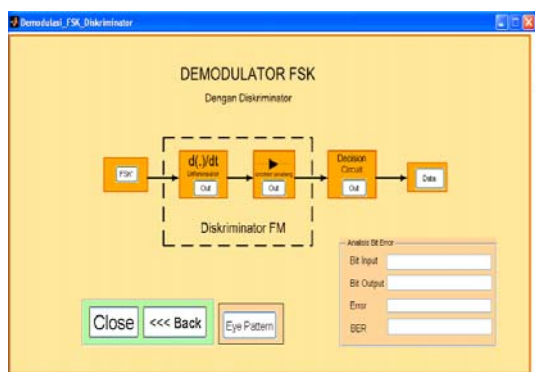 Demodulasi_FSK_Diskriminator
DEMODULATOR FSK
Dengan Diskriminator
FSK
d(.)/dt
Differensiator
Out
Out
Decision
Circuit
Out
Data
Diskriminator FM
Analisis Bit Error
Bit Input
Bit Output
Error
BER
Close
<<< Back
Eye Pattern